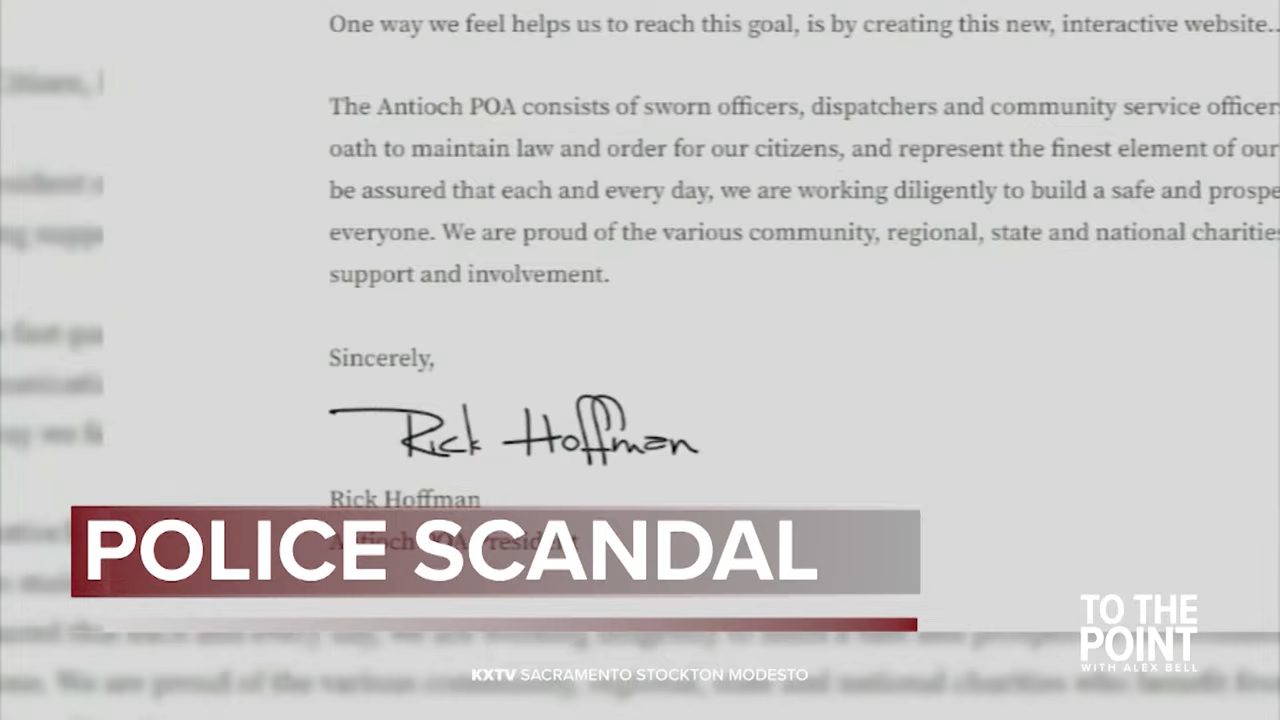 One way we feel helps us to reach this goal, is by creating this new, interactive website..
The Antioch POA consists of sworn officers, dispatchers and community service officer
oath to maintain law and order for our citizens, and represent the finest element of our
be assured that each and every day, we are working diligently to build a safe and prospe
everyone. We are proud of the various community, regional, state and national charities
support and involvement.
Sincerely,
Rick Hoffman
Rick Hoffman
Antioch POA President
POLICE SCANDAL
TO THE
POINT
WITH ALEX BELL
KXTV SACRAMENTO STOCKTON MODESTO